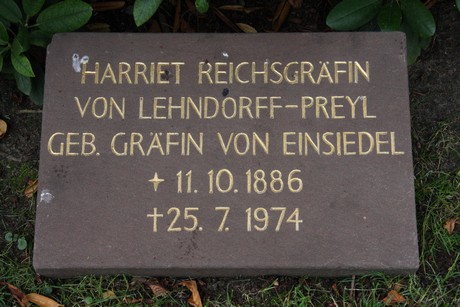 HARRIET REICHSGRÄFIN
VON LEHNDORFF-PREYL
GEB. GRÄFIN VON EINSIEDEL
✦ 11.10.1886
✝ 25.7.1974